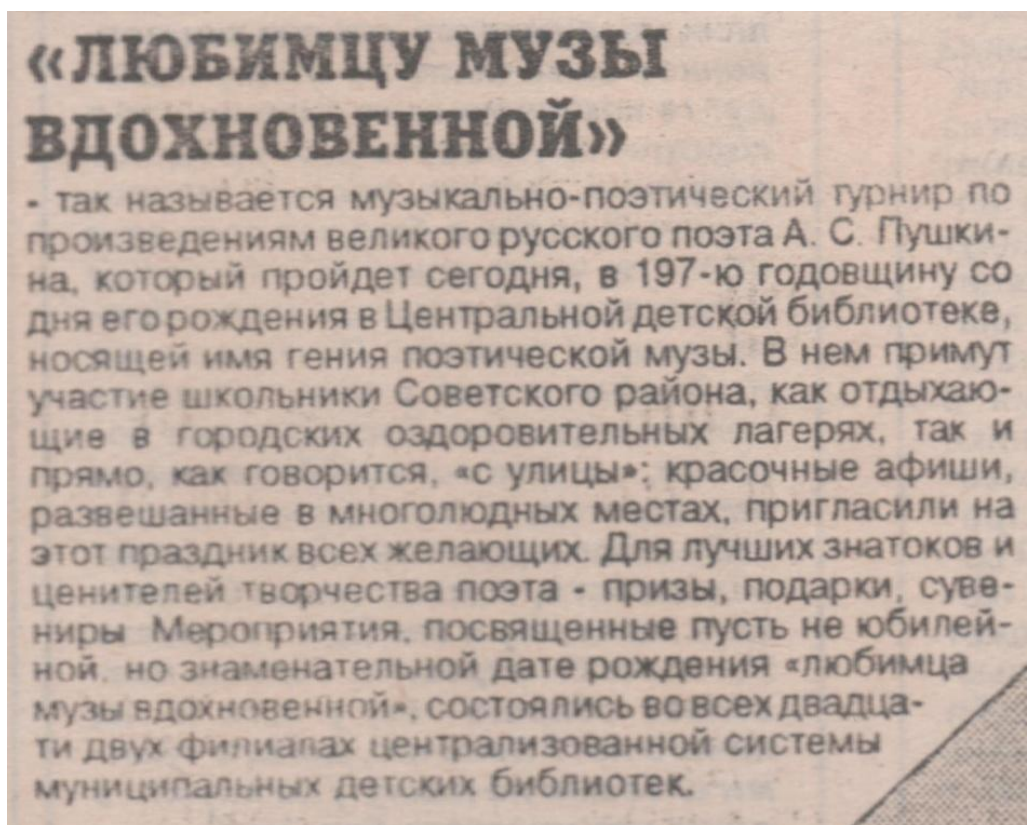 «ЛЮБИМЦУ МУЗЫ
ВДОХНОВЕННОЙ»
- так называется музыкально-поэтический турнир по
произведениям великого русского поэта А. С. Пушки-
на, который пройдет сегодня, в 197-ю годовщину со
дня его рождения в Центральной детской библиотеке,
носящей имя гения поэтической музы. В нем примут
участие школьники Советского района, как отдыхаю-
щие в городских оздоровительных лагерях, так и
прямо, как говорится, «с улицы»: красочные афиши,
развешанные в многолюдных местах, пригласили на
этот праздник всех желающих. Для лучших знатоков и
ценителей творчества поэта - призы, подарки, суве-
ниры. Мероприятия, посвященные пусть не юбилей-
ной, но знаменательной дате рождения «любимца
музы вдохновенной», состоялись во всех двадца-
ти двух филиалах централизованной системы
муниципальных детских библиотек.